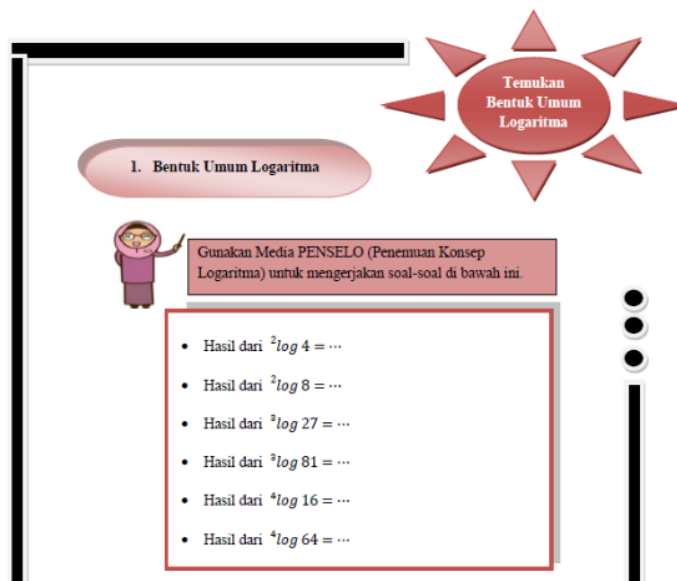 Temukan
Bentuk Umum
Logaritma
1. Bentuk Umum Logaritma
Gunakan Media PENSELO (Penemuan Konsep
Logaritma) untuk mengerjakan soal-soal di bawah ini.
• Hasil dari ²log 4 = ⋯
• Hasil dari ²log 8 = ⋯
• Hasil dari ³log 27 = ⋯
• Hasil dari ³log 81 = ⋯
• Hasil dari ⁴log 16 = ⋯
• Hasil dari ⁴log 64 = ⋯